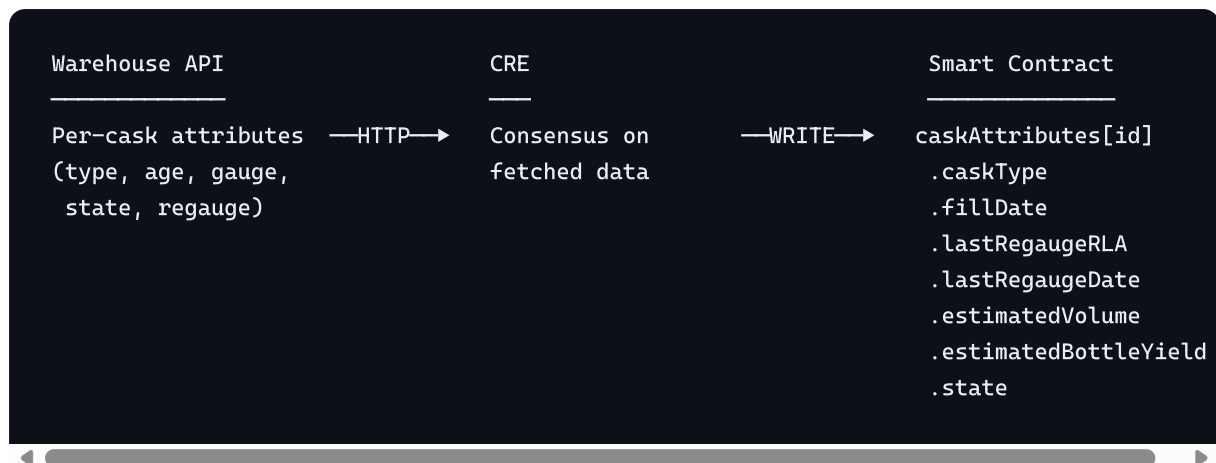 Warehouse API CRE Smart Contract
Per-cask attributes ──HTTP──▶ Consensus on ──WRITE──▶ caskAttributes[id]
(type, age, gauge, fetched data .caskType
state, regauge) .fillDate
.lastRegaugeRLA
.lastRegaugeDate
.estimatedVolume
.estimatedBottleYield
.state